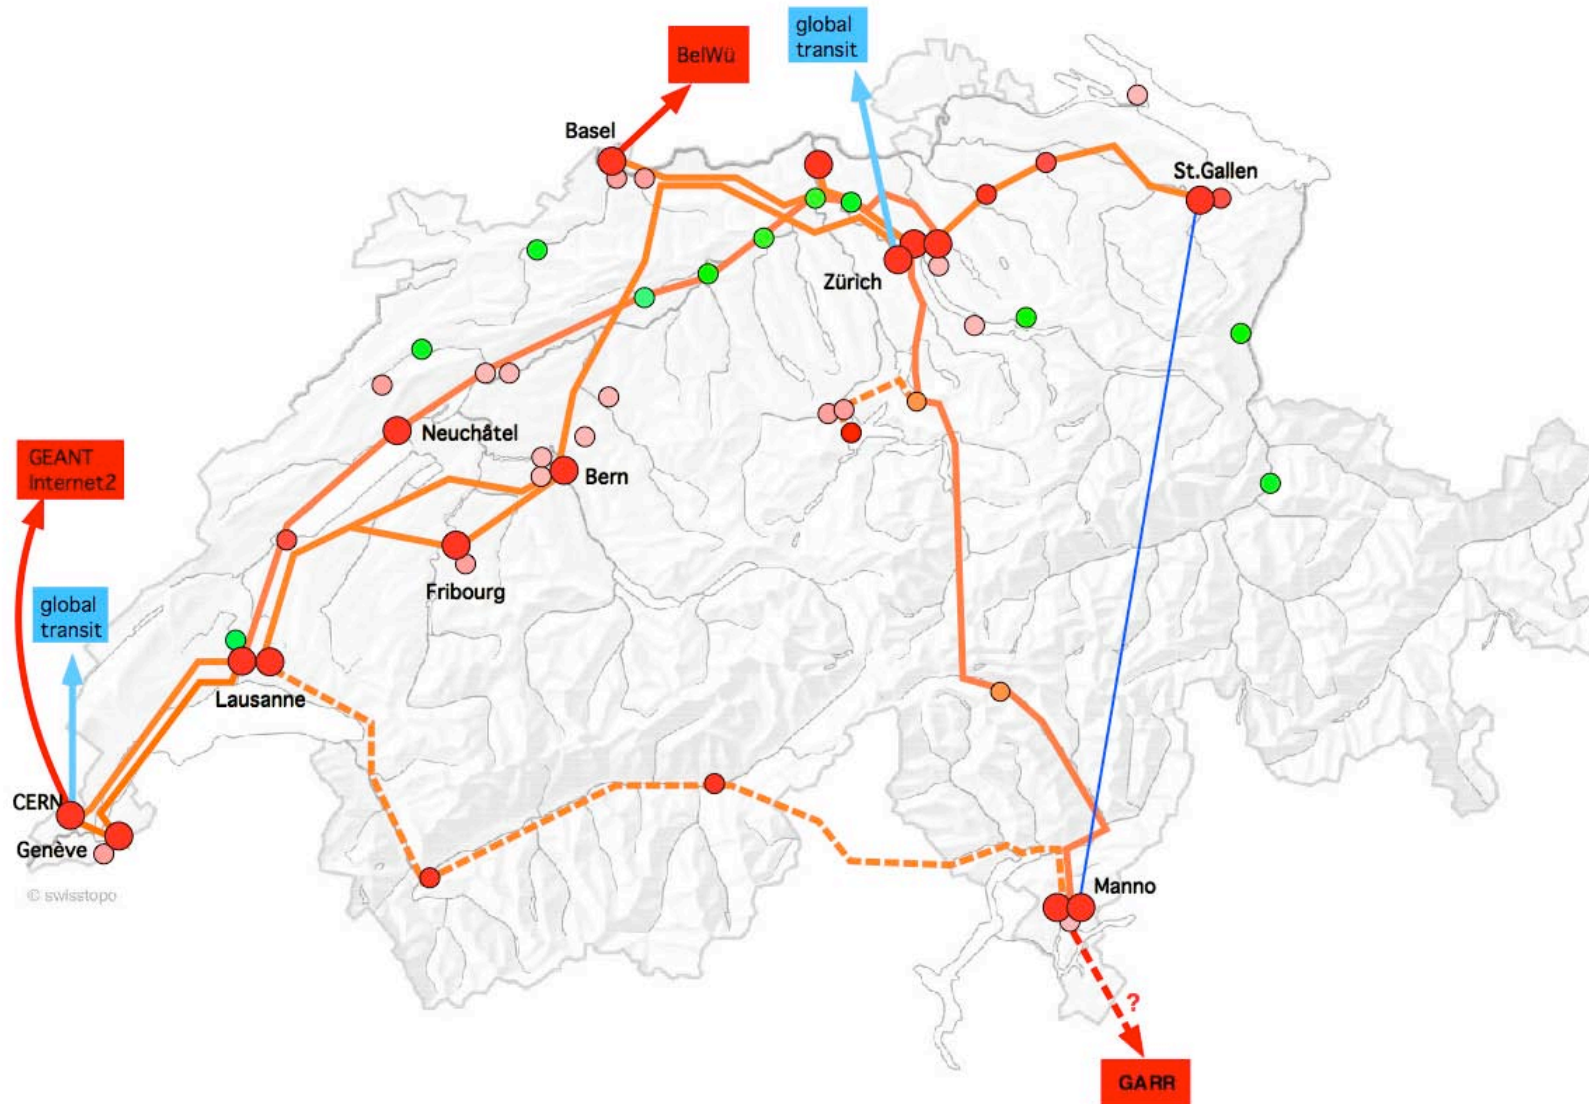 global
transit
BelWü
Basel
St.Gallen
Zürich
Neuchâtel
GEANT
Internet2
Bern
Fribourg
global
transit
Lausanne
CERN
Genève
Manno
© swisstopo
?
GARR